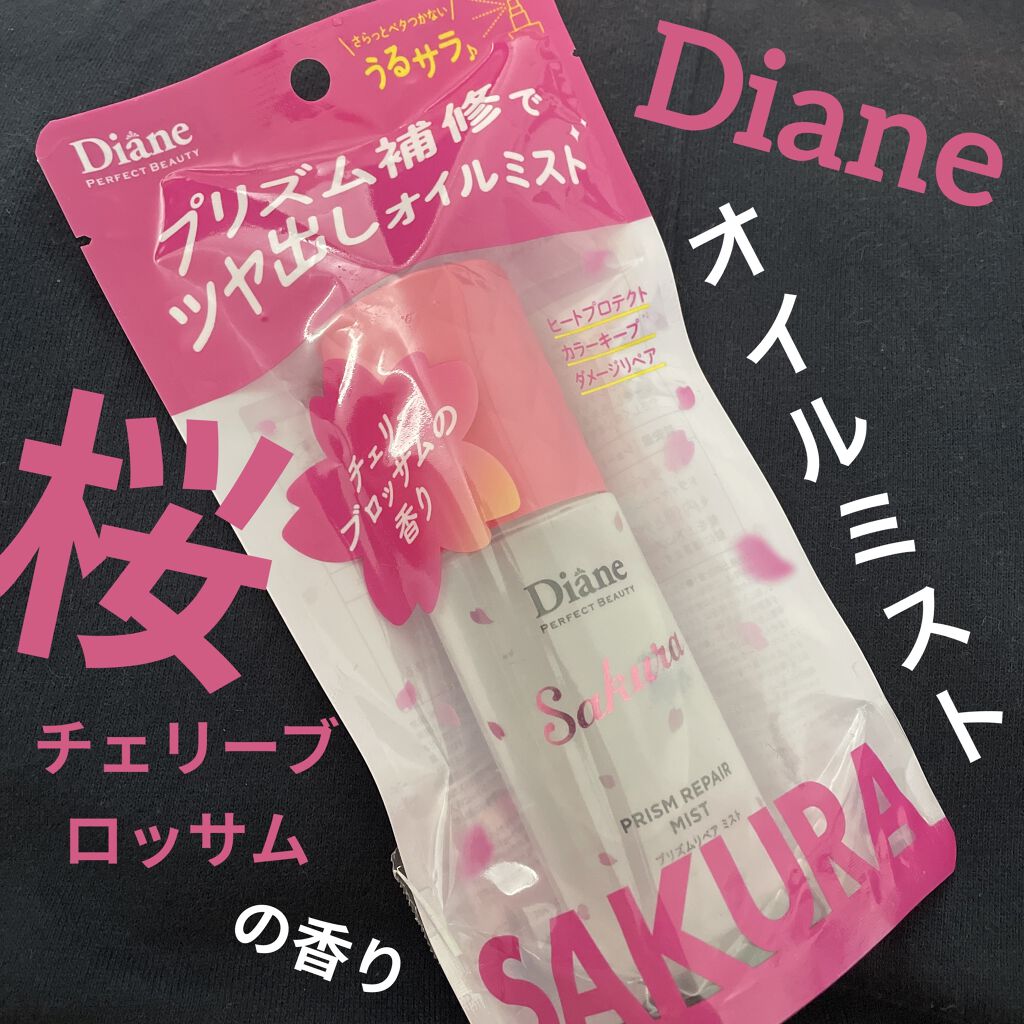 さらっとベタつかない
うるサラ♪
Diane
PERFECT BEAUTY
プリズム補修で
ツヤ出しオイルミスト
ヒートプロテクト
カラーキープ
ダメージリペア
チェリー
ブロッサムの
香り
Diane
PERFECT BEAUTY
Sakura
PRISM REPAIR
MIST
プリズムリペア ミスト
SAKURA
Diane
オイルミスト
桜
チェリーブ
ロッサム
の香り